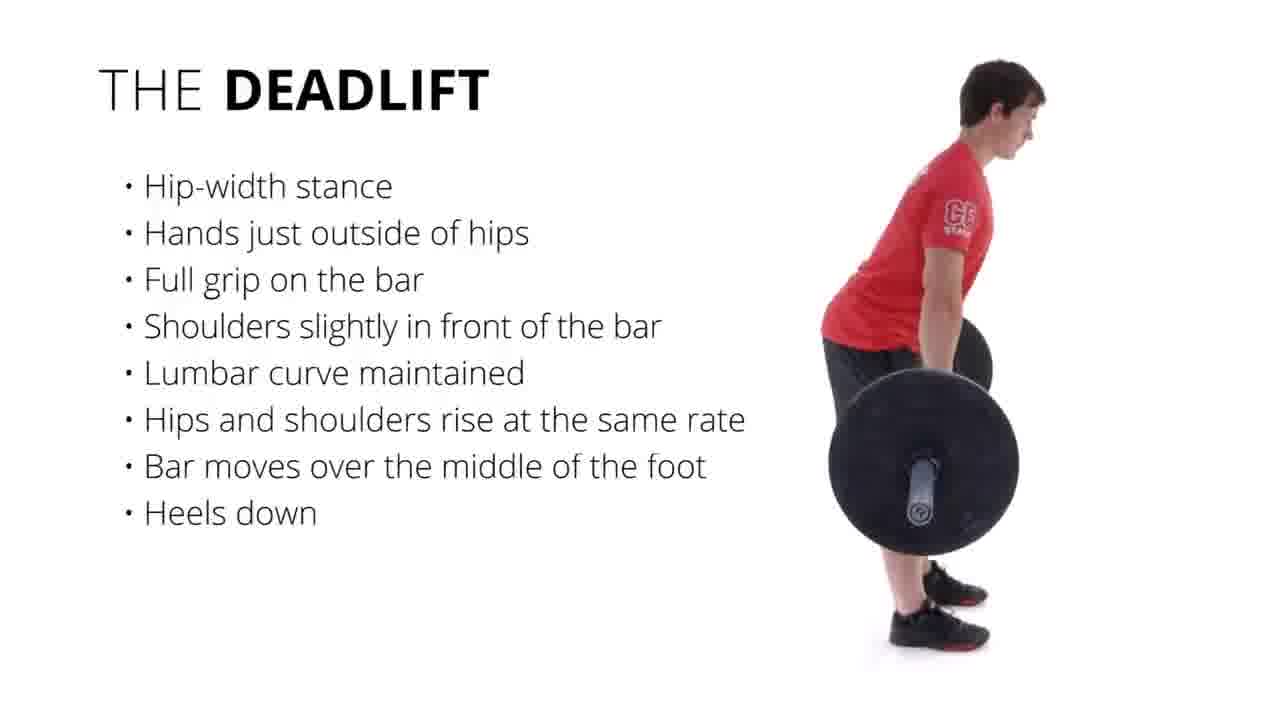 THE DEADLIFT
• Hip-width stance
• Hands just outside of hips
• Full grip on the bar
• Shoulders slightly in front of the bar
• Lumbar curve maintained
• Hips and shoulders rise at the same rate
• Bar moves over the middle of the foot
• Heels down